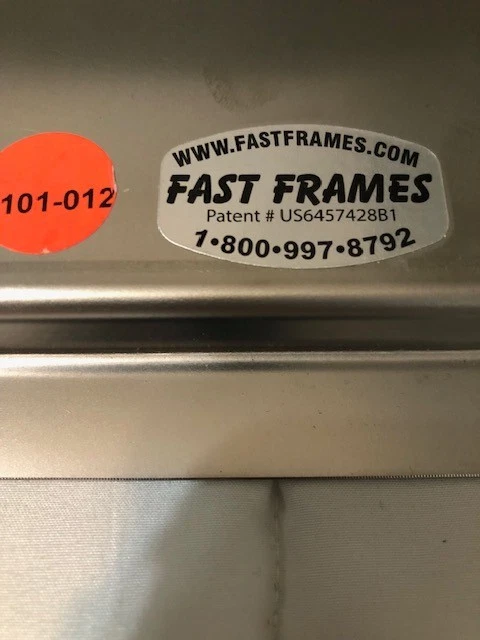 101-012
WWW.FASTFRAMES.COM
FAST FRAMES
Patent # US6457428B1
1•800•997•8792